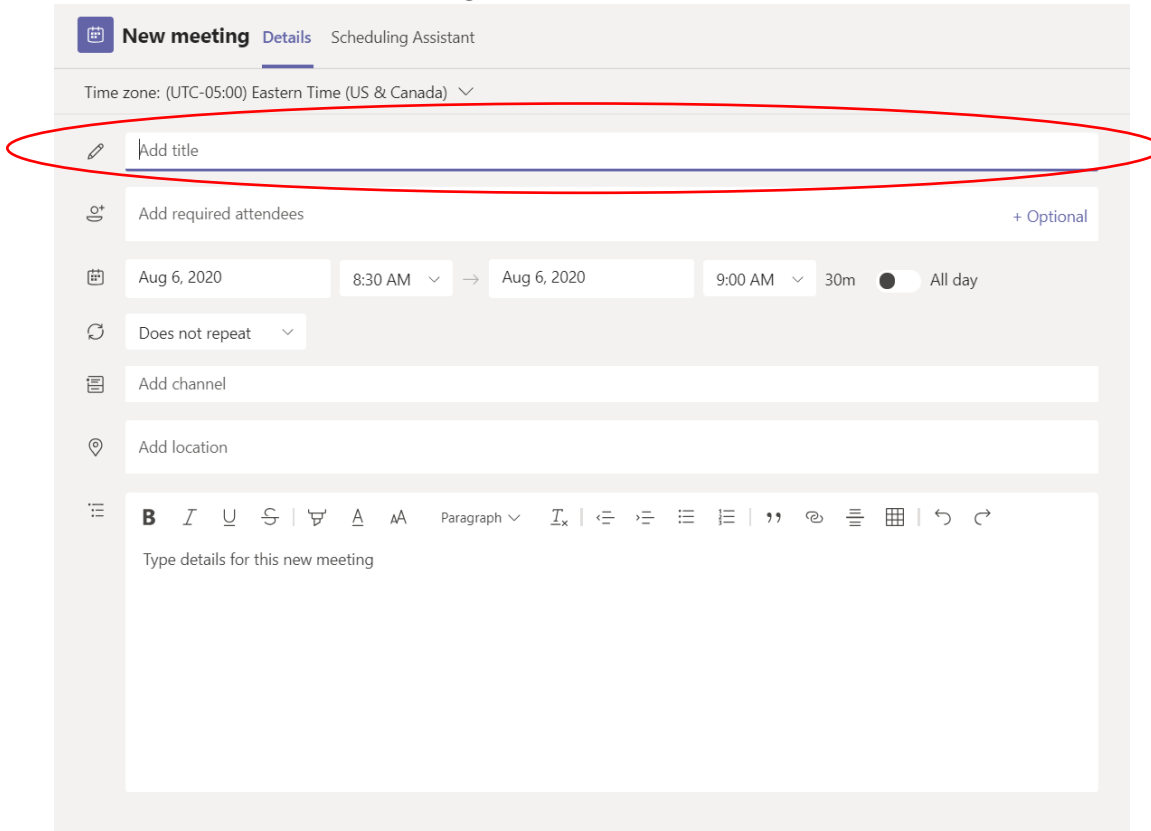 New meeting Details Scheduling Assistant
Time zone: (UTC-05:00) Eastern Time (US & Canada)
Add title
Add required attendees + Optional
Aug 6, 2020 8:30 AM → Aug 6, 2020 9:00 AM 30m All day
Does not repeat
Add channel
Add location
B I U S A AA Paragraph Tx
Type details for this new meeting